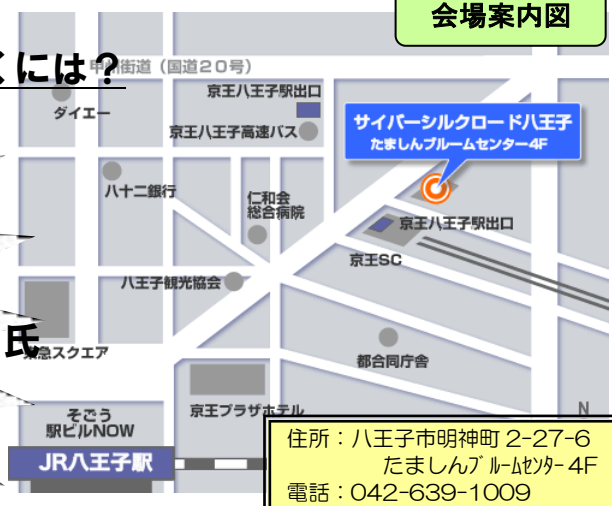 会場案内図
くには？
甲州街道（国道２０号）
ダイエー
京王八王子駅出口
京王八王子高速バス
サイバーシルクロード八王子
たましんブルームセンター4F
八十二銀行
仁和会
総合病院
京王八王子駅出口
京王SC
八王子観光協会
氏
東急スクエア
都合同庁舎
そごう
駅ビルNOW
京王プラザホテル
N
JR八王子駅
住所：八王子市明神町 2-27-6
たましんﾌﾞﾙｰﾑｾﾝﾀｰ 4F
電話：042-639-1009